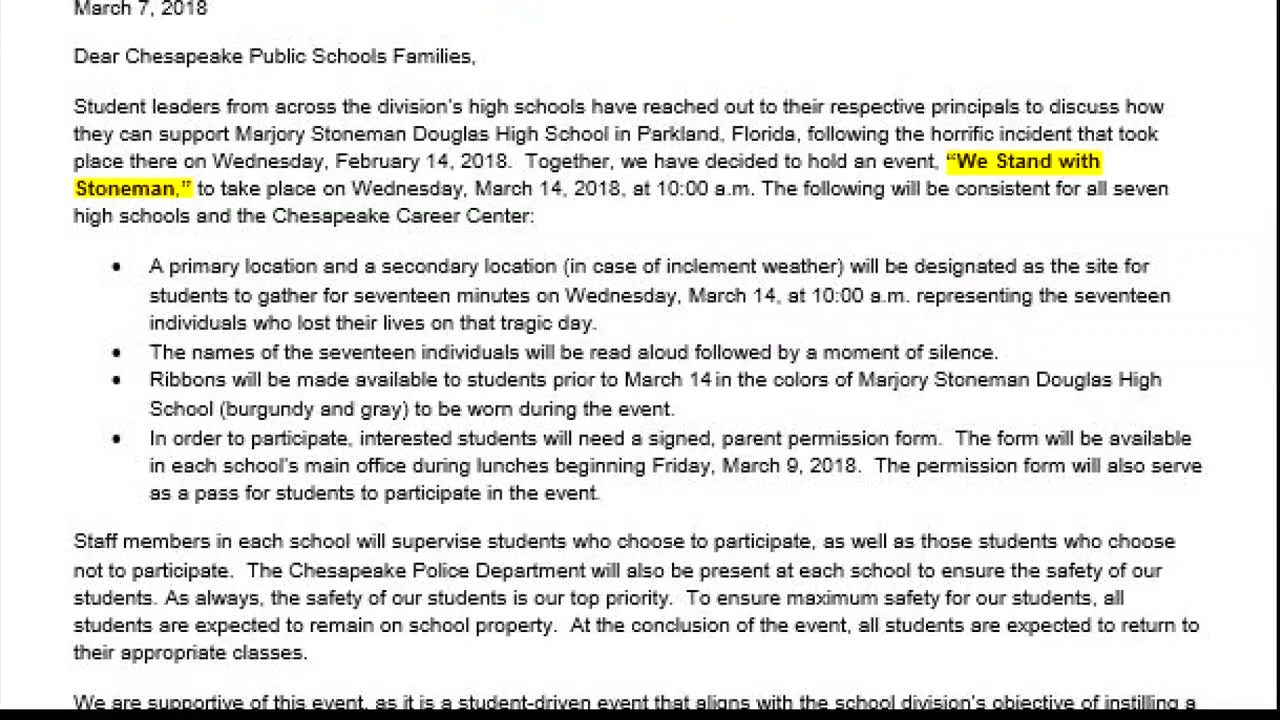 March 7, 2018
Dear Chesapeake Public Schools Families,
Student leaders from across the division's high schools have reached out to their respective principals to discuss how
they can support Marjory Stoneman Douglas High School in Parkland, Florida, following the horrific incident that took
place there on Wednesday, February 14, 2018.  Together, we have decided to hold an event, “We Stand with
Stoneman,” to take place on Wednesday, March 14, 2018, at 10:00 a.m. The following will be consistent for all seven
high schools and the Chesapeake Career Center:
• A primary location and a secondary location (in case of inclement weather) will be designated as the site for
students to gather for seventeen minutes on Wednesday, March 14, at 10:00 a.m. representing the seventeen
individuals who lost their lives on that tragic day.
• The names of the seventeen individuals will be read aloud followed by a moment of silence.
• Ribbons will be made available to students prior to March 14 in the colors of Marjory Stoneman Douglas High
School (burgundy and gray) to be worn during the event.
• In order to participate, interested students will need a signed, parent permission form.  The form will be available
in each school's main office during lunches beginning Friday, March 9, 2018.  The permission form will also serve
as a pass for students to participate in the event.
Staff members in each school will supervise students who choose to participate, as well as those students who choose
not to participate.  The Chesapeake Police Department will also be present at each school to ensure the safety of our
students. As always, the safety of our students is our top priority.  To ensure maximum safety for our students, all
students are expected to remain on school property.  At the conclusion of the event, all students are expected to return to
their appropriate classes.
We are supportive of this event, as it is a student-driven event that aligns with the school division's objective of instilling a